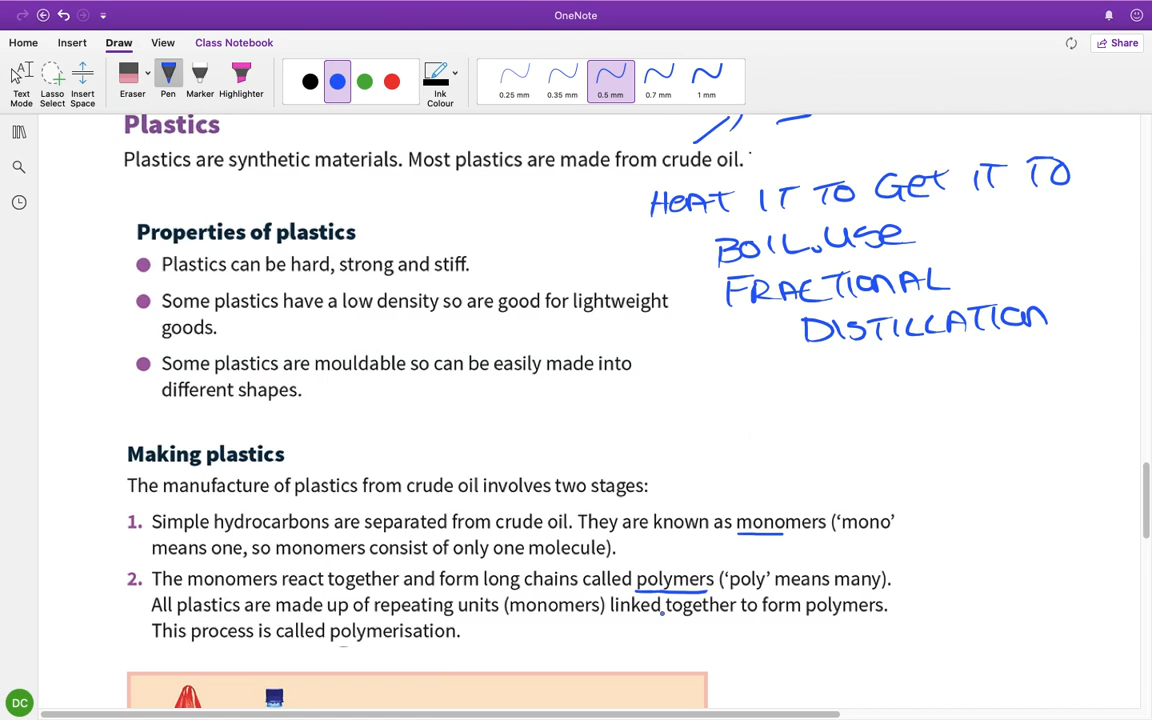 OneNote
Home Insert Draw View Class Notebook Share
Text Mode
Lasso Select
Insert Space
Eraser
Pen
Marker
Highlighter
Ink Colour
0.25 mm 0.35 mm 0.5 mm 0.7 mm 1 mm
Plastics
Plastics are synthetic materials. Most plastics are made from crude oil.
HEAT IT TO GET IT TO
BOIL. USE
FRACTIONAL
DISTILLATION
Properties of plastics
Plastics can be hard, strong and stiff.
Some plastics have a low density so are good for lightweight
goods.
Some plastics are mouldable so can be easily made into
different shapes.
Making plastics
The manufacture of plastics from crude oil involves two stages:
1. Simple hydrocarbons are separated from crude oil. They are known as monomers (‘mono’
means one, so monomers consist of only one molecule).
2. The monomers react together and form long chains called polymers (‘poly’ means many).
All plastics are made up of repeating units (monomers) linked together to form polymers.
This process is called polymerisation.
DC